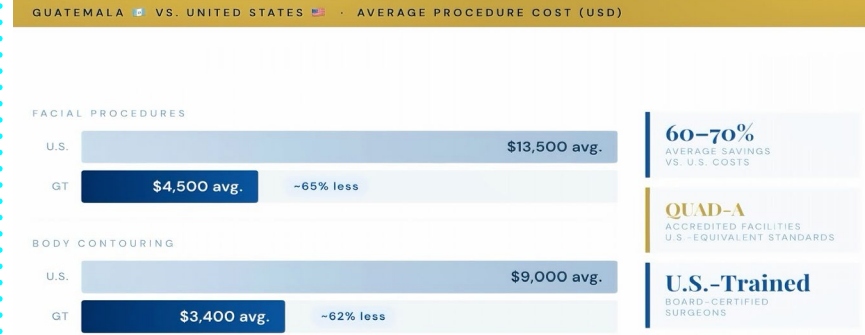 GUATEMALA 🇬🇹 VS. UNITED STATES 🇺🇸 · AVERAGE PROCEDURE COST (USD)
FACIAL PROCEDURES
U.S. $13,500 avg.
GT $4,500 avg. ~65% less
BODY CONTOURING
U.S. $9,000 avg.
GT $3,400 avg. ~62% less
60–70%
AVERAGE SAVINGS
VS. U.S. COSTS
QUAD-A
ACCREDITED FACILITIES
U.S.-EQUIVALENT STANDARDS
U.S.-Trained
BOARD-CERTIFIED
SURGEONS